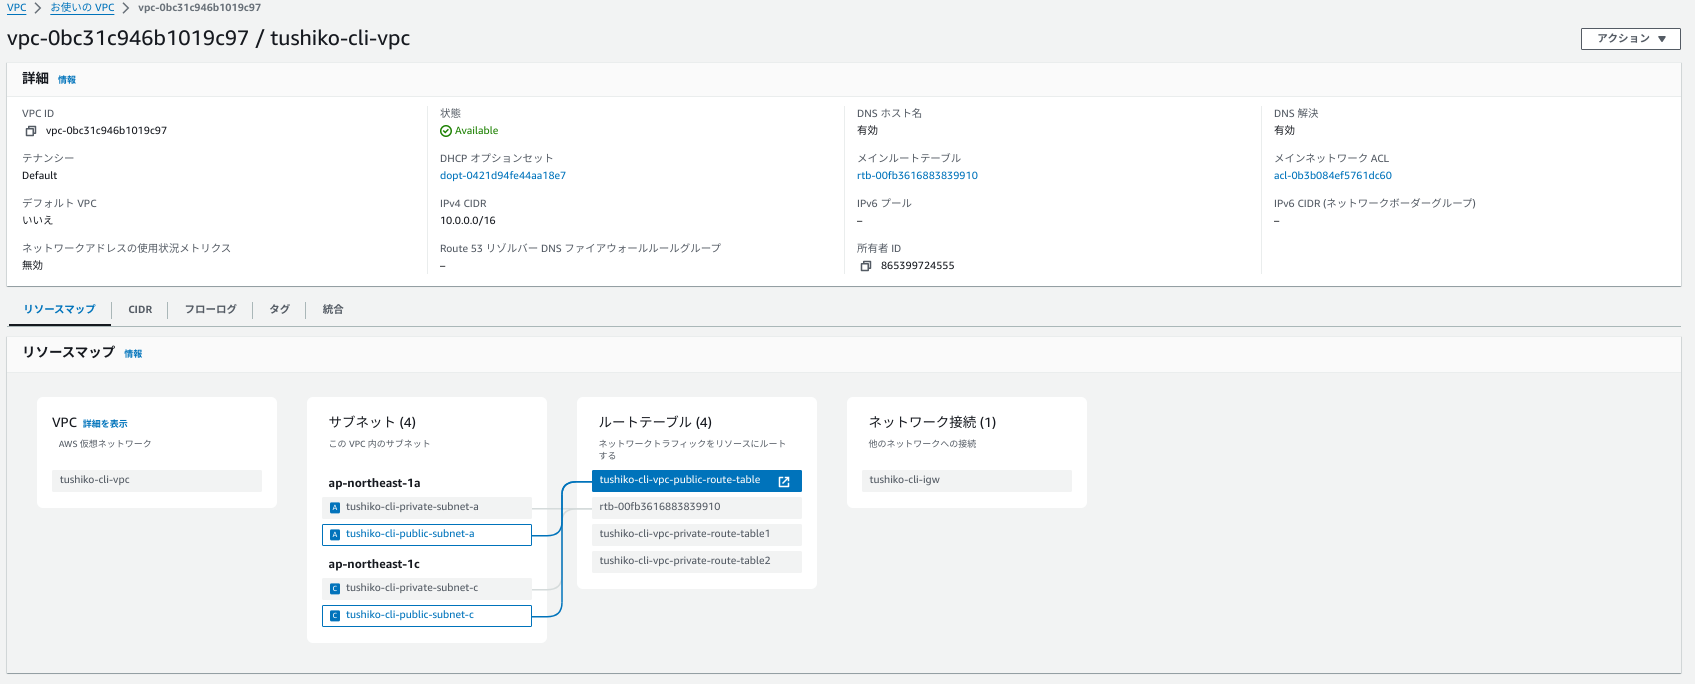 VPC > お使いの VPC > vpc-0bc31c946b1019c97
vpc-0bc31c946b1019c97 / tushiko-cli-vpc
アクション ▼
詳細 情報
VPC ID
vpc-0bc31c946b1019c97
状態
Available
DNS ホスト名
有効
DNS 解決
有効
テナンシー
Default
DHCP オプションセット
dopt-0421d94fe44aa18e7
メインルートテーブル
rtb-00fb3616883839910
メインネットワーク ACL
acl-0b3b084ef5761dc60
デフォルト VPC
いいえ
IPv4 CIDR
10.0.0.0/16
IPv6 プール
–
IPv6 CIDR (ネットワークボーダーグループ)
–
ネットワークアドレスの使用状況メトリクス
無効
Route 53 リゾルバー DNS ファイアウォールルールグループ
–
所有者 ID
865399724555
リソースマップ CIDR フローログ タグ 統合
リソースマップ 情報
VPC 詳細を表示
AWS 仮想ネットワーク
tushiko-cli-vpc
サブネット (4)
この VPC 内のサブネット
ap-northeast-1a
A tushiko-cli-private-subnet-a
A tushiko-cli-public-subnet-a
ap-northeast-1c
C tushiko-cli-private-subnet-c
C tushiko-cli-public-subnet-c
ルートテーブル (4)
ネットワークトラフィックをリソースにルート
する
tushiko-cli-vpc-public-route-table
rtb-00fb3616883839910
tushiko-cli-vpc-private-route-table1
tushiko-cli-vpc-private-route-table2
ネットワーク接続 (1)
他のネットワークへの接続
tushiko-cli-igw